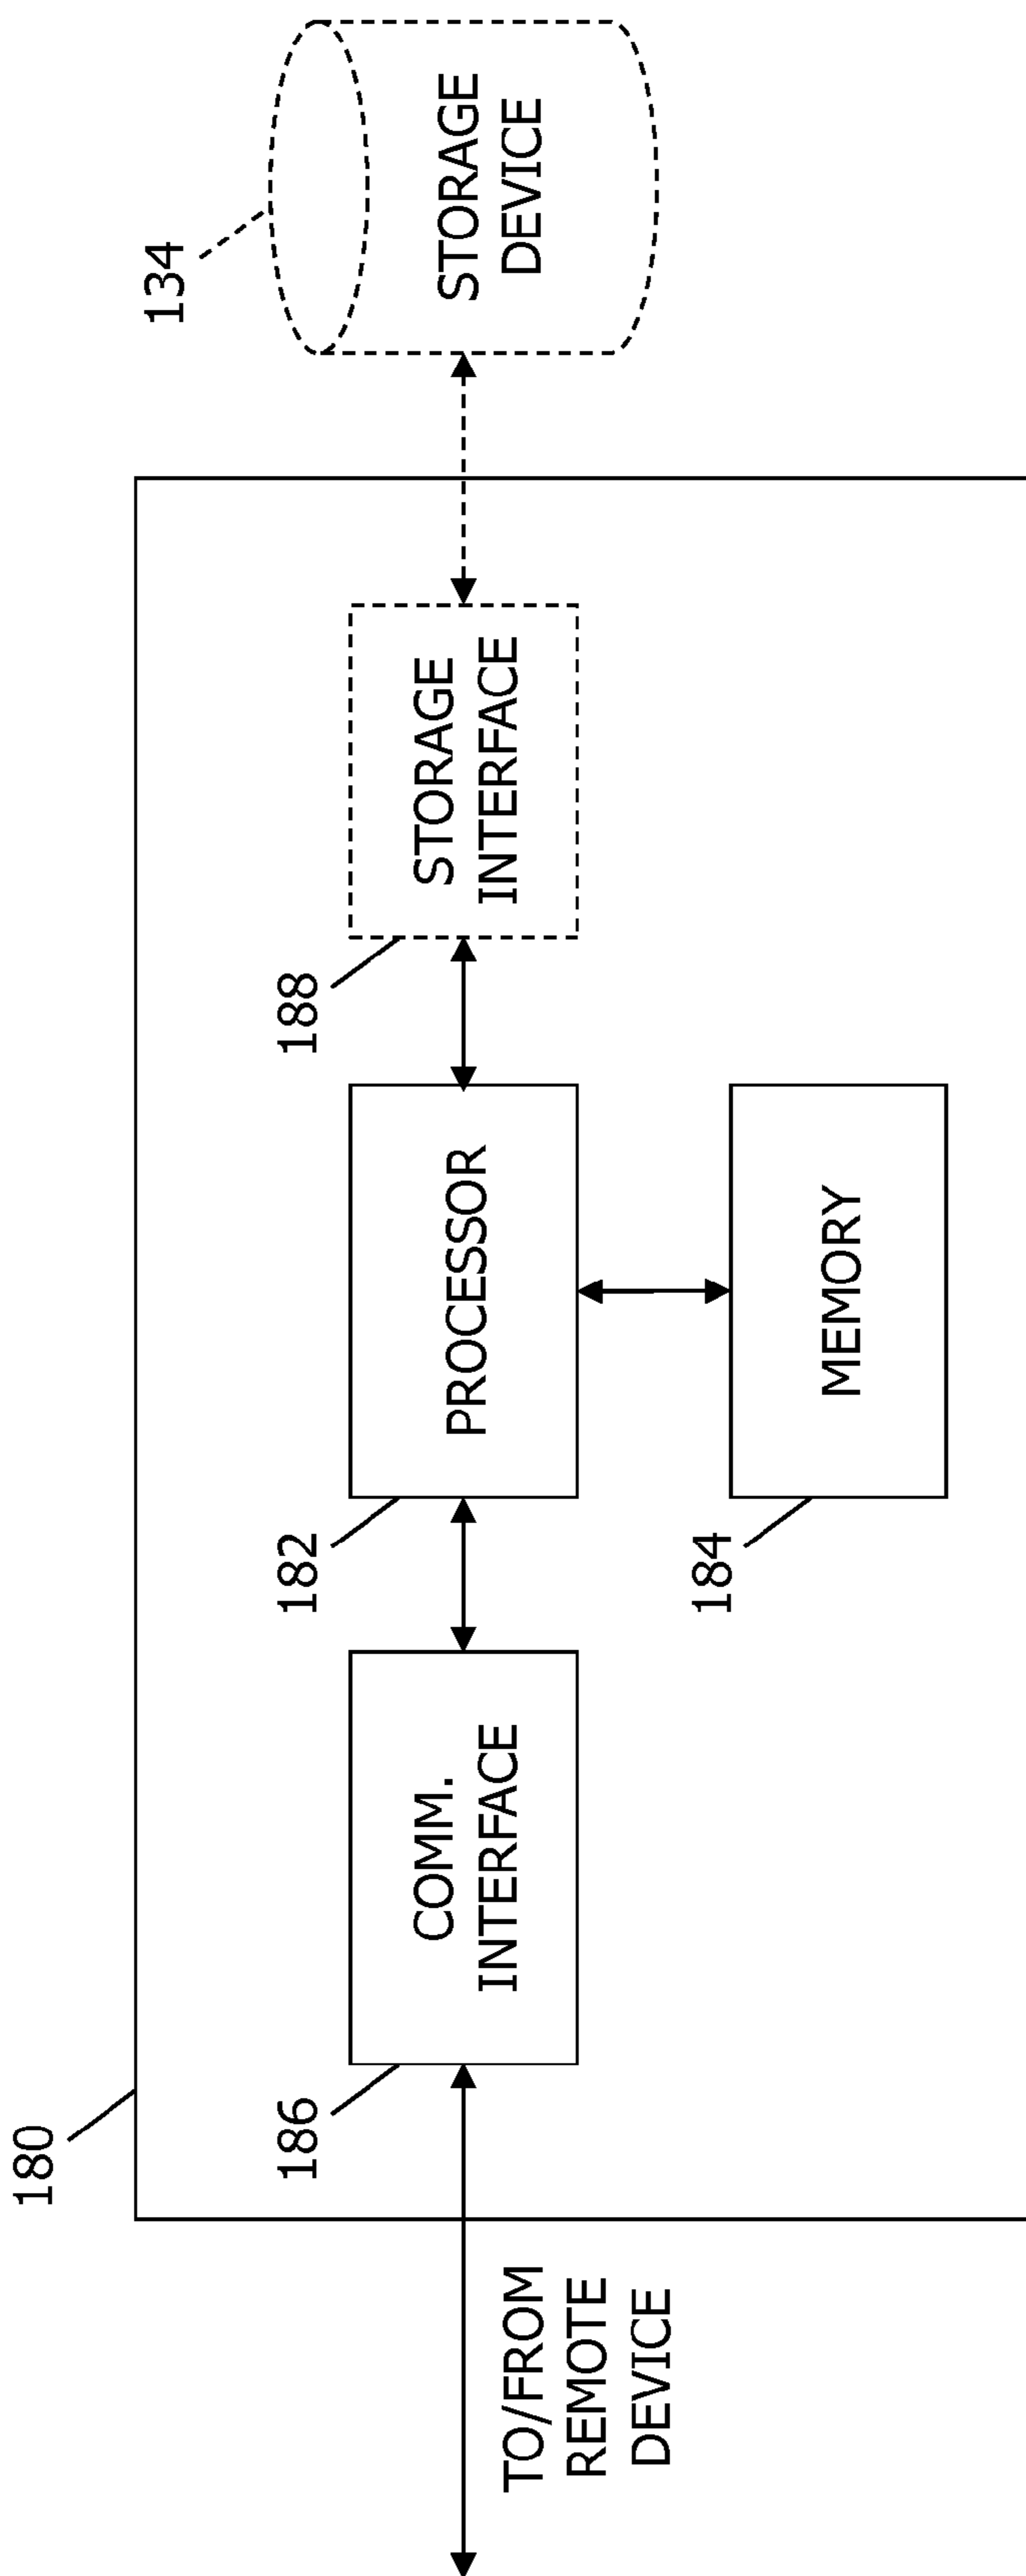 180
134
186
COMM.
INTERFACE
182
PROCESSOR
188
STORAGE
INTERFACE
STORAGE
DEVICE
TO/FROM
REMOTE
DEVICE
184
MEMORY